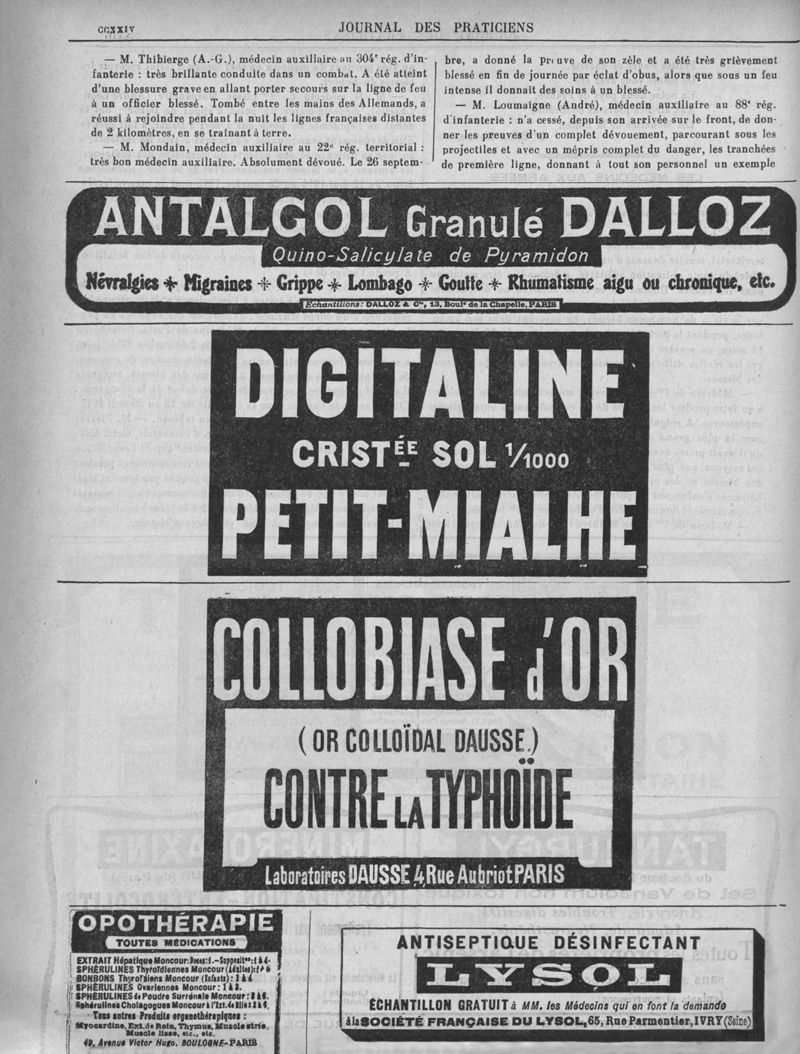 CCXXIV
JOURNAL DES PRATICIENS
— M. Thibierge (A.-G.), médecin auxiliaire au 304e rég. d'in-
fanterie : très brillante conduite dans un combat. A été atteint
d'une blessure grave en allant porter secours sur la ligne de feu
à un officier blessé. Tombé entre les mains des Allemands, a
réussi à rejoindre pendant la nuit les lignes françaises distantes
de 2 kilomètres, en se traînant à terre.
— M. Mondain, médecin auxiliaire au 22e rég. territorial :
très bon médecin auxiliaire. Absolument dévoué. Le 26 septem-
bre, a donné la preuve de son zèle et a été très grièvement
blessé en fin de journée par éclat d'obus, alors que sous un feu
intense il donnait des soins à un blessé.
— M. Loumaigne (André), médecin auxiliaire au 88e rég.
d'infanterie : n'a cessé, depuis son arrivée sur le front, de don-
ner les preuves d'un complet dévouement, parcourant sous les
projectiles et avec un mépris complet du danger, les tranchées
de première ligne, donnant à tout son personnel un exemple
ANTALGOL Granulé DALLOZ
Quino-Salicylate de Pyramidon
Névralgies * Migraines * Grippe * Lombago * Goutte * Rhumatisme aigu ou chronique, etc.
Echantillons: DALLOZ & Cie, 13, Bould de la Chapelle, PARIS
DIGITALINE
CRISTÉE SOL 1/1000
PETIT-MIALHE
COLLOBIASE d'OR
(OR COLLOÏDAL DAUSSE.)
CONTRE LA TYPHOÏDE
Laboratoires DAUSSE 4, Rue Aubriot PARIS
OPOTHÉRAPIE
TOUTES MÉDICATIONS
EXTRAIT Hépatique Moncour
SPHÉRULINES Thyroïdiennes Moncour
BONBONS Thyroïdiens Moncour
SPHÉRULINES Ovariennes Moncour
SPHÉRULINES de Poudre Surrénale Moncour
Sphérulines Cholagogues Moncour
Tous autres Produits organothérapiques :
Myocardine, Ext. de Rein, Thymus, Muscle strié,
Muscle lisse, etc., etc.
49, Avenue Victor Hugo. BOULOGNE-PARIS
ANTISEPTIQUE DÉSINFECTANT
LYSOL
ÉCHANTILLON GRATUIT à MM. les Médecins qui en font la demande
à la SOCIÉTÉ FRANÇAISE DU LYSOL, 65, Rue Parmentier, IVRY (Seine)